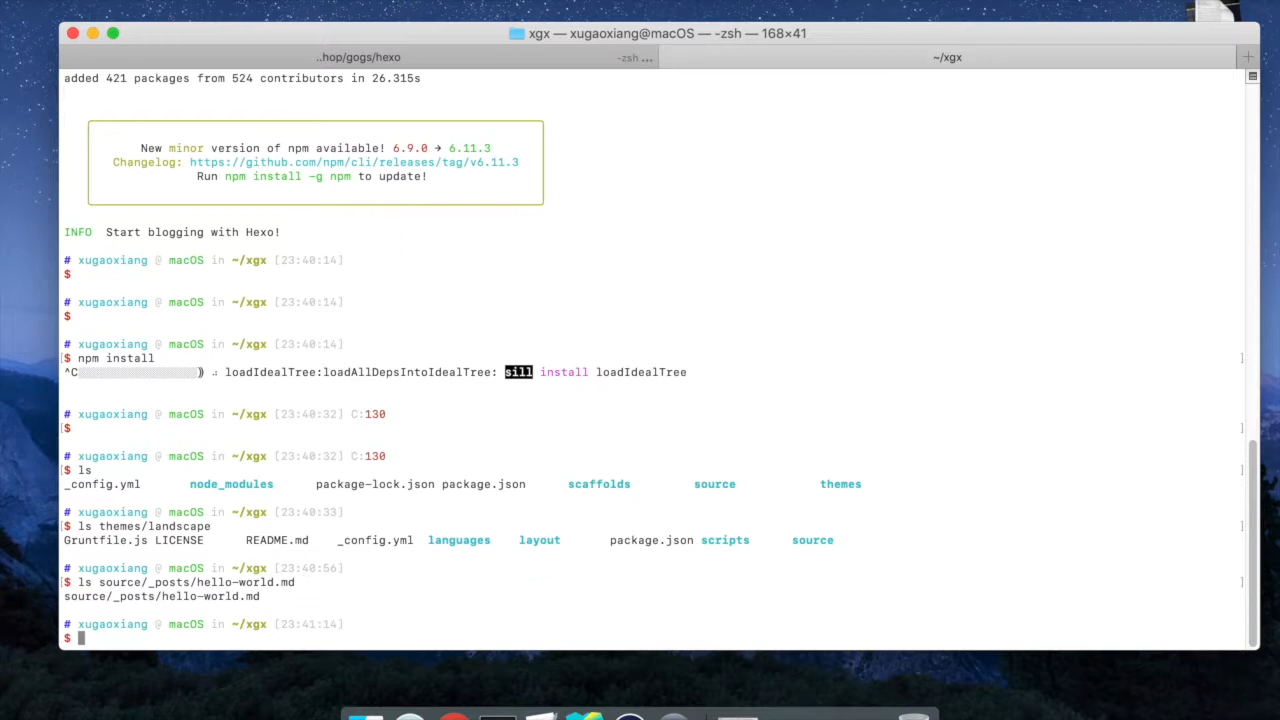 xgx — xugaoxiang@macOS — -zsh — 168×41
..hop/gogs/hexo -zsh ... ~/xgx
added 421 packages from 524 contributors in 26.315s
New minor version of npm available! 6.9.0 → 6.11.3
Changelog: https://github.com/npm/cli/releases/tag/v6.11.3
Run npm install -g npm to update!
INFO  Start blogging with Hexo!
# xugaoxiang @ macOS in ~/xgx [23:40:14]
$
# xugaoxiang @ macOS in ~/xgx [23:40:14]
$
# xugaoxiang @ macOS in ~/xgx [23:40:14]
[$ npm install ]
^C░░░░░░░░░░░░░░░░░⸩ ⠴ loadIdealTree:loadAllDepsIntoIdealTree: sill install loadIdealTree
# xugaoxiang @ macOS in ~/xgx [23:40:32] C:130
[$ ]
# xugaoxiang @ macOS in ~/xgx [23:40:32] C:130
[$ ls ]
_config.yml node_modules package-lock.json package.json scaffolds source themes
# xugaoxiang @ macOS in ~/xgx [23:40:33]
[$ ls themes/landscape ]
Gruntfile.js LICENSE README.md _config.yml languages layout package.json scripts source
# xugaoxiang @ macOS in ~/xgx [23:40:56]
[$ ls source/_posts/hello-world.md ]
source/_posts/hello-world.md
# xugaoxiang @ macOS in ~/xgx [23:41:14]
$